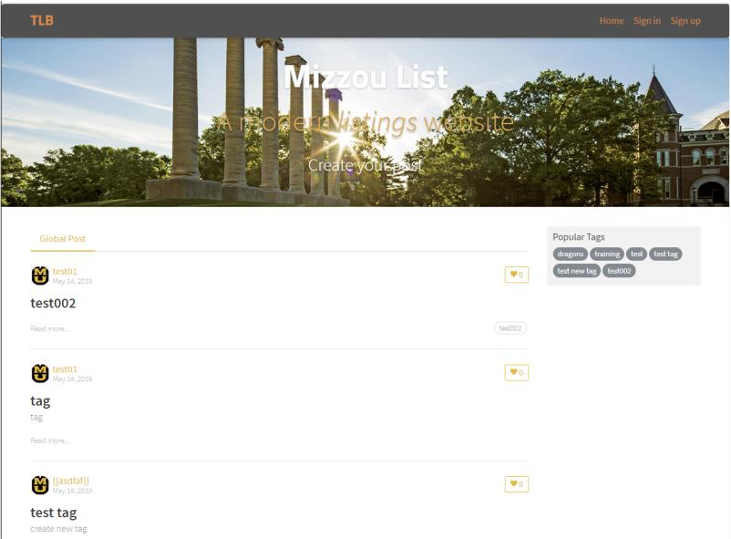 TLB
Home Sign in Sign up
Mizzou List
A modern listings website
Create your post
Global Post
Popular Tags
dragons training test test tag
test new tag test002
test01
May 14, 2019
♥ 0
test002
Read more...
test002
test01
May 14, 2019
♥ 0
tag
tag
Read more...
[[asdfaf]]
May 14, 2019
♥ 0
test tag
create new tag